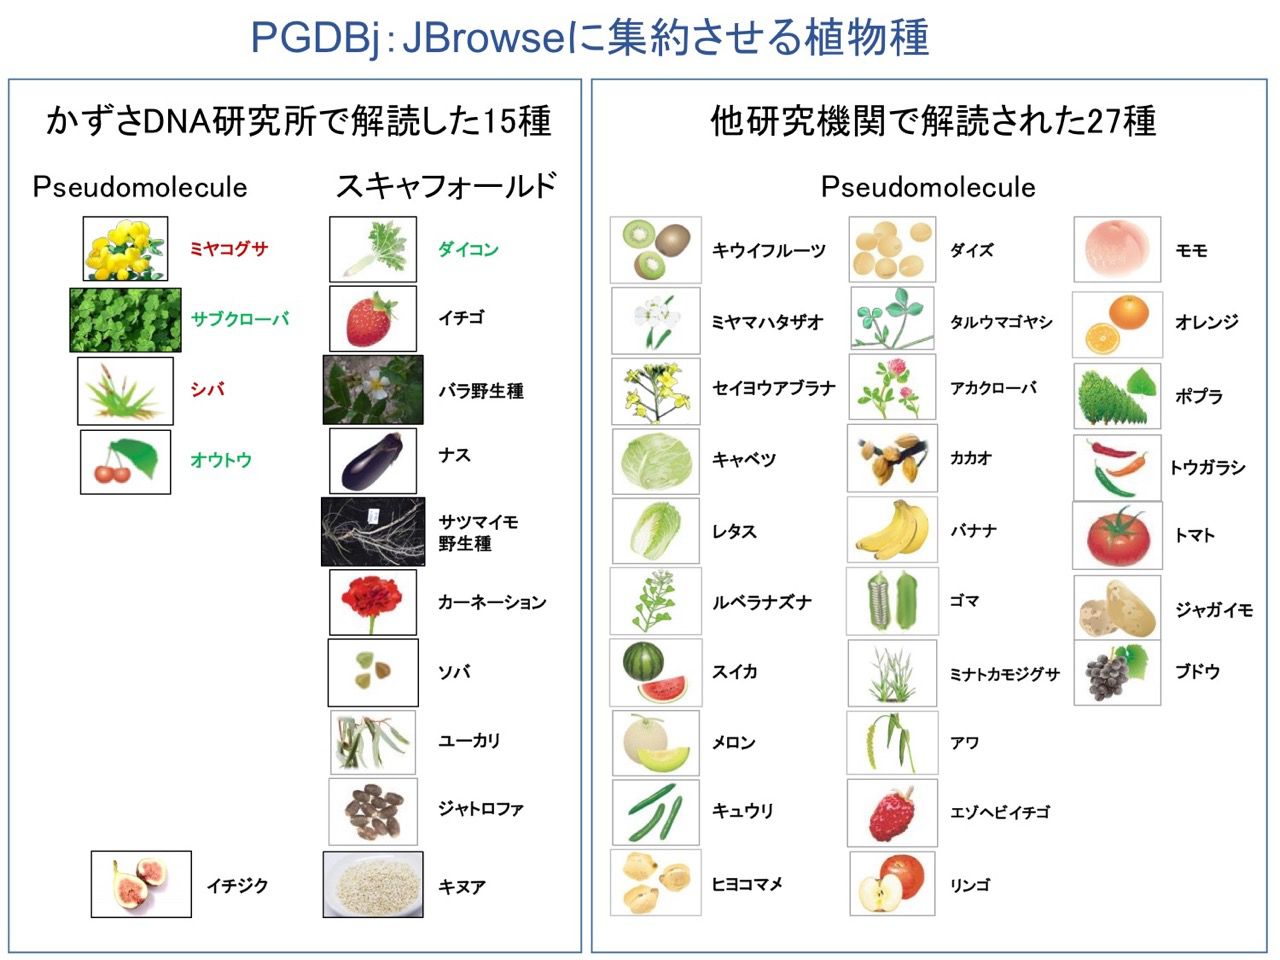 PGDBj：JBrowseに集約させる植物種
かずさDNA研究所で解読した15種
Pseudomolecule
スキャフォールド
ミヤコグサ
サブクローバ
シバ
オウトウ
イチジク
ダイコン
イチゴ
バラ野生種
ナス
サツマイモ
野生種
カーネーション
ソバ
ユーカリ
ジャトロファ
キヌア
他研究機関で解読された27種
Pseudomolecule
キウイフルーツ
ミヤマハタザオ
セイヨウアブラナ
キャベツ
レタス
ルベラナズナ
スイカ
メロン
キュウリ
ヒヨコマメ
ダイズ
タルウマゴヤシ
アカクローバ
カカオ
バナナ
ゴマ
ミナトカモジグサ
アワ
エゾヘビイチゴ
リンゴ
モモ
オレンジ
ポプラ
トウガラシ
トマト
ジャガイモ
ブドウ